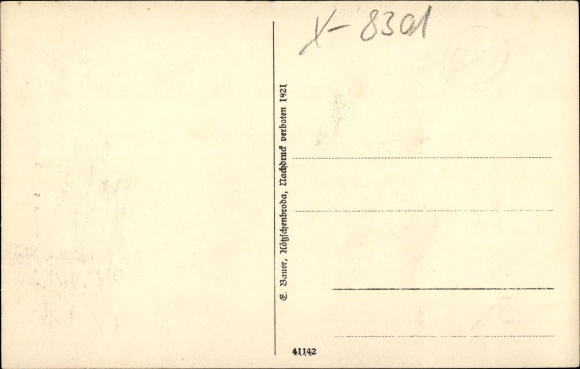 X-8301
E. Bauer, Kötzschenbroda, Nachdruck verboten 1921
41142